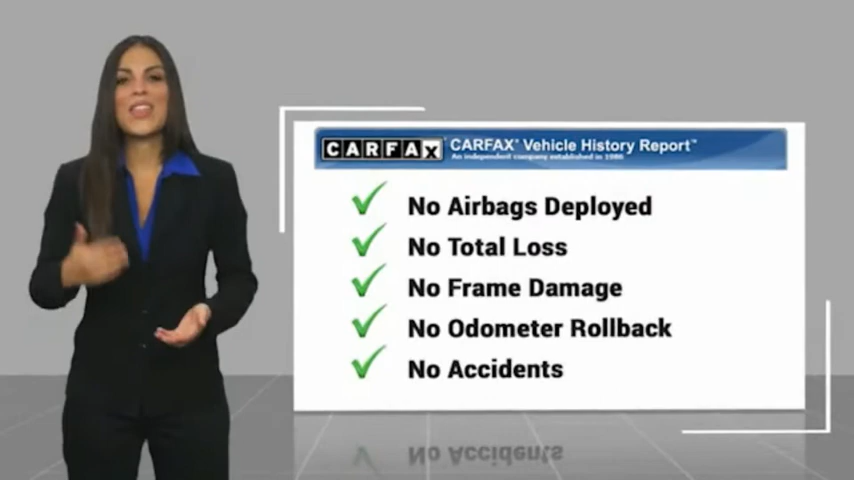 CARFAX CARFAX Vehicle History Report™
An independent company established in 1986
No Airbags Deployed
No Total Loss
No Frame Damage
No Odometer Rollback
No Accidents
No Accidents